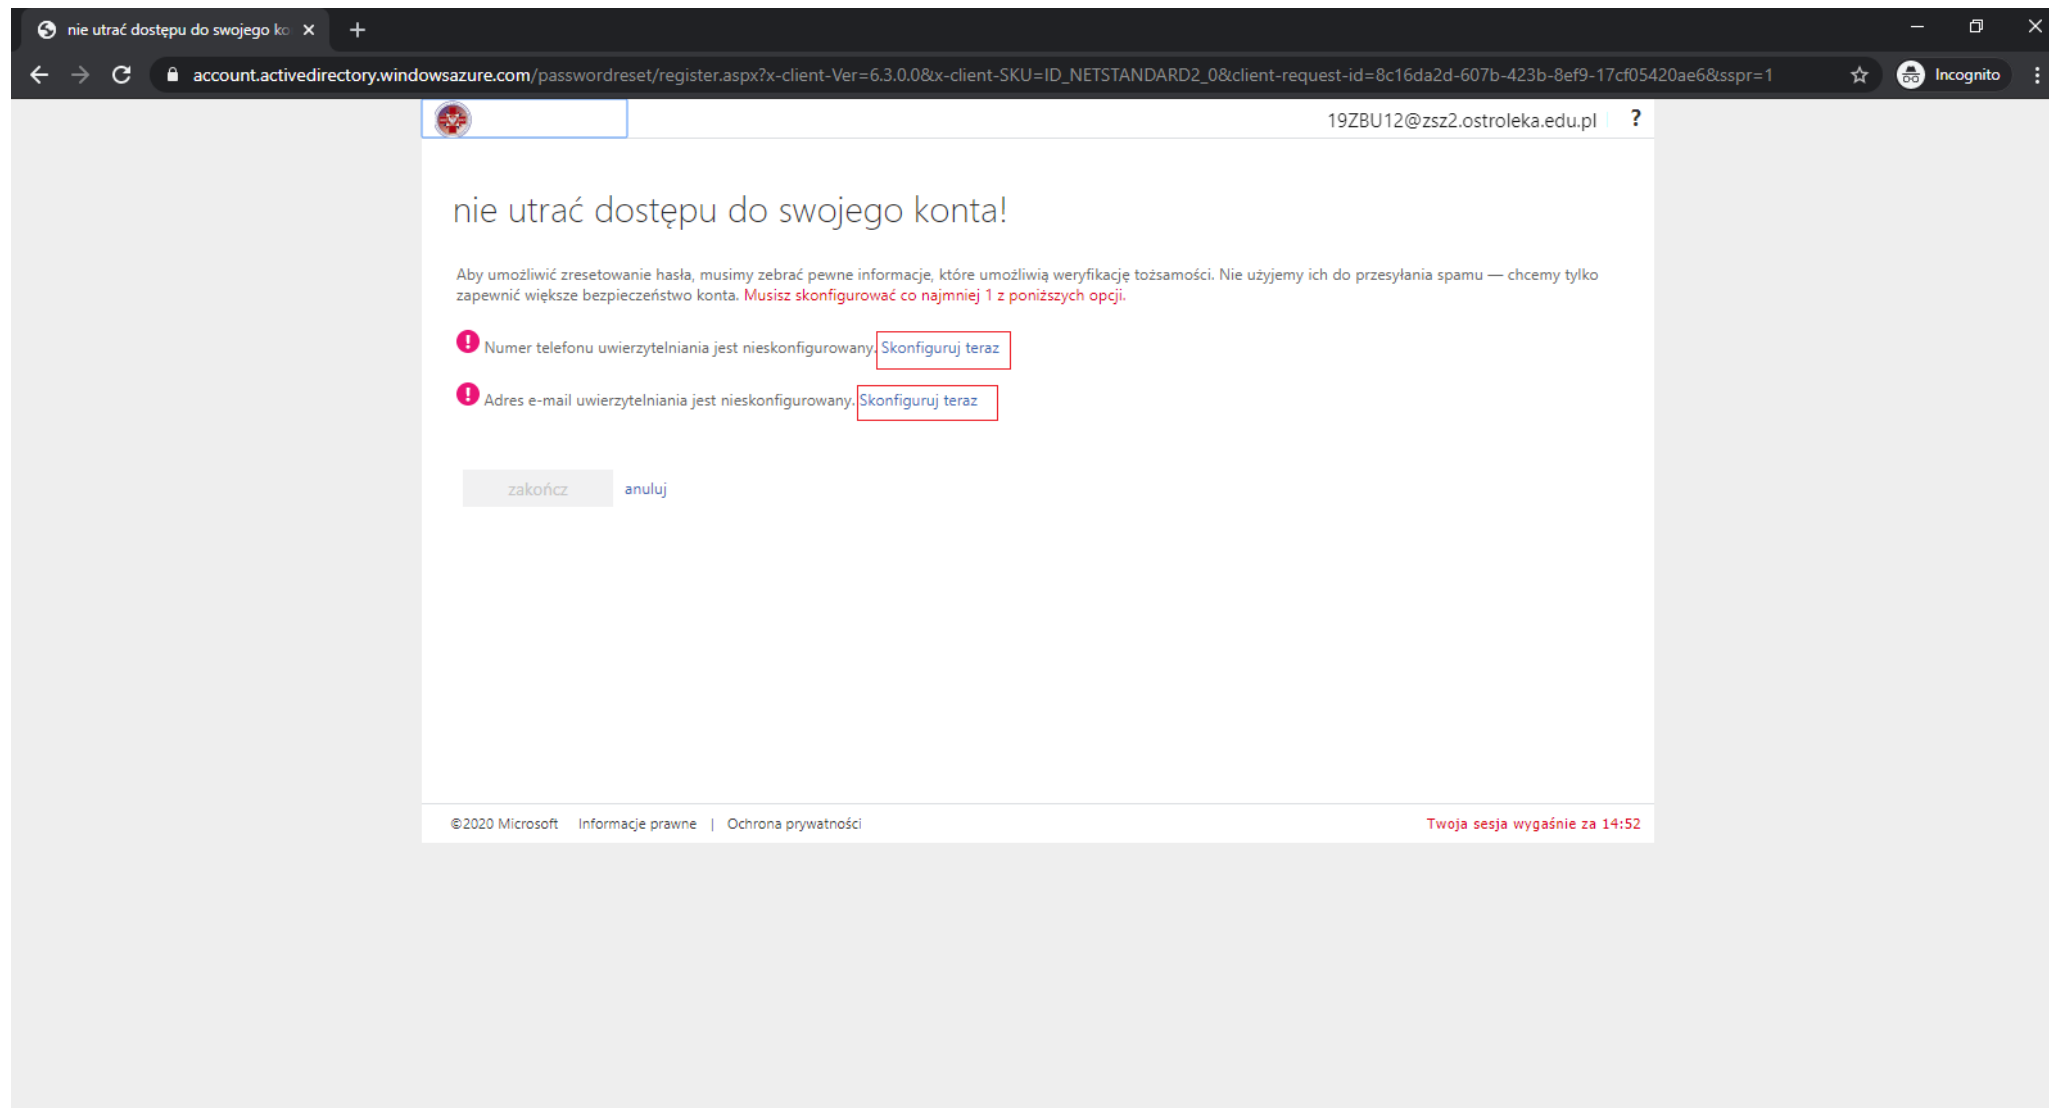 nie utrać dostępu do swojego ko
account.activedirectory.windowsazure.com/passwordreset/register.aspx?x-client-Ver=6.3.0.0&x-client-SKU=ID_NETSTANDARD2_0&client-request-id=8c16da2d-607b-423b-8ef9-17cf05420ae6&sspr=1
Incognito
19ZBU12@zsz2.ostroleka.edu.pl ?
nie utrać dostępu do swojego konta!
Aby umożliwić zresetowanie hasła, musimy zebrać pewne informacje, które umożliwią weryfikację tożsamości. Nie użyjemy ich do przesyłania spamu — chcemy tylko
zapewnić większe bezpieczeństwo konta. Musisz skonfigurować co najmniej 1 z poniższych opcji.
Numer telefonu uwierzytelniania jest nieskonfigurowany. Skonfiguruj teraz
Adres e-mail uwierzytelniania jest nieskonfigurowany. Skonfiguruj teraz
zakończ anuluj
©2020 Microsoft Informacje prawne | Ochrona prywatności Twoja sesja wygaśnie za 14:52